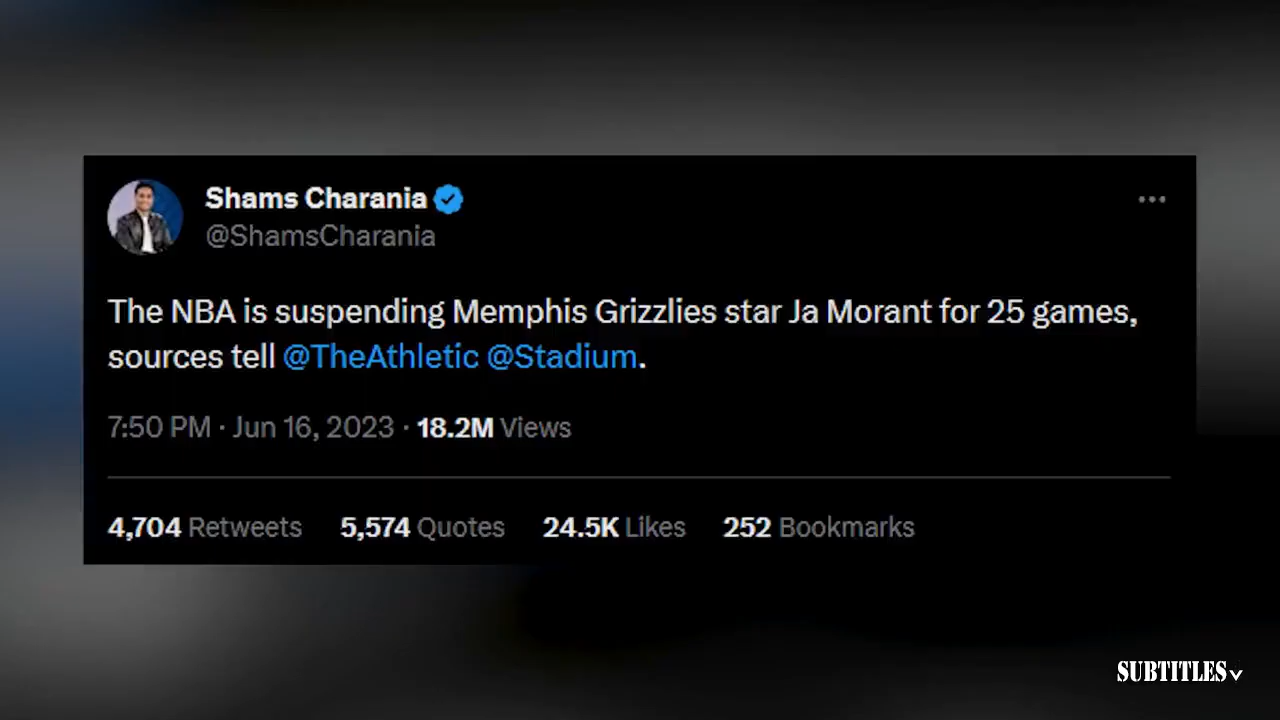 Shams Charania
@ShamsCharania
The NBA is suspending Memphis Grizzlies star Ja Morant for 25 games,
sources tell @TheAthletic @Stadium.
7:50 PM · Jun 16, 2023 · 18.2M Views
4,704 Retweets 5,574 Quotes 24.5K Likes 252 Bookmarks
SUBTITLES